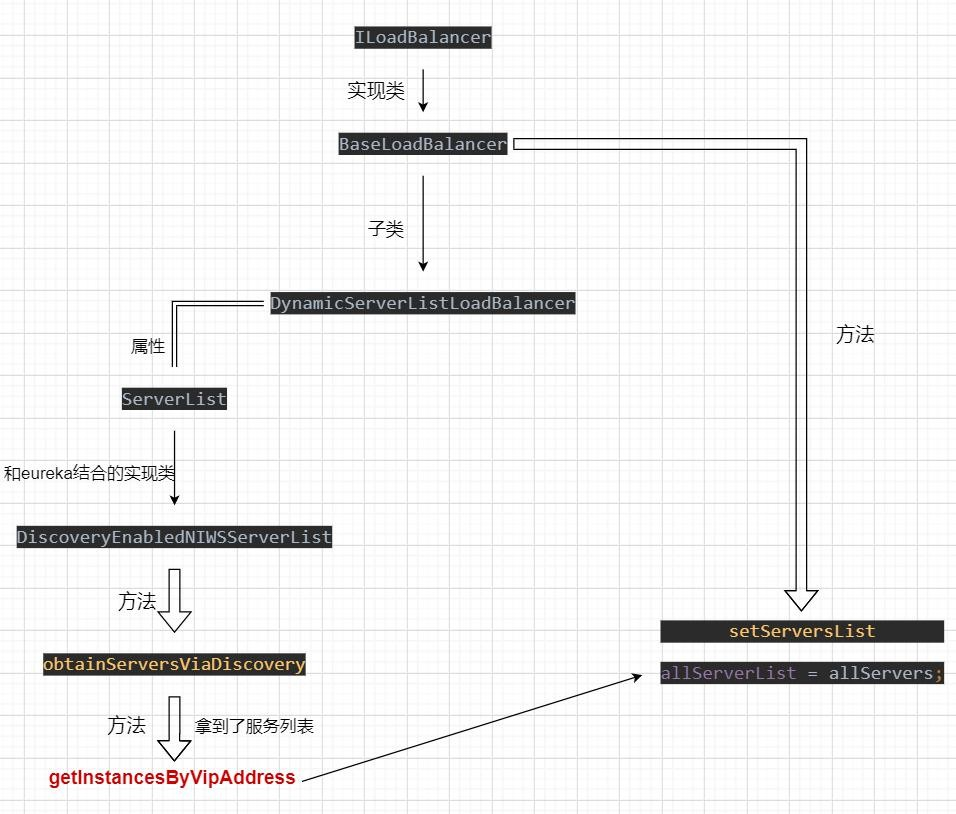 ILoadBalancer
实现类
BaseLoadBalancer
子类
DynamicServerListLoadBalancer
方法
属性
ServerList
和eureka结合的实现类
DiscoveryEnabledNIWSServerList
方法
setServersList
obtainServersViaDiscovery
allServerList = allServers;
方法
拿到了服务列表
getInstancesByVipAddress